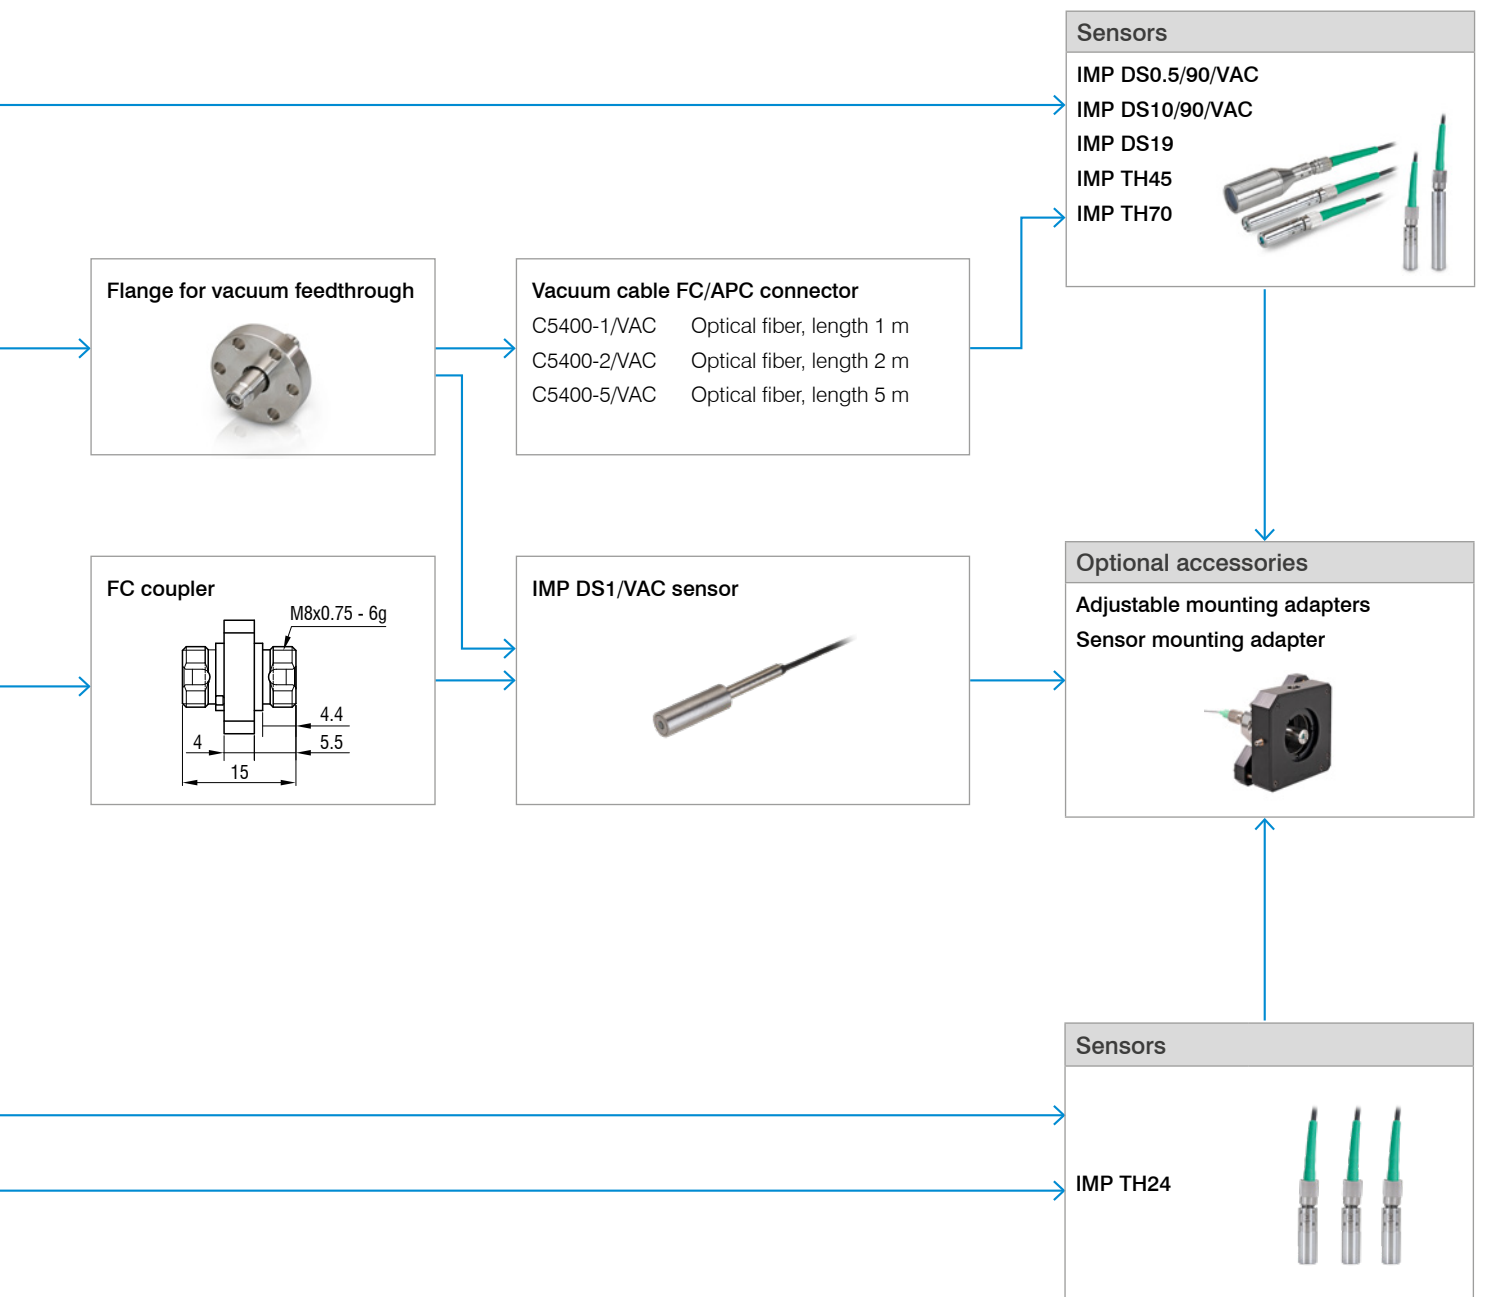 Sensors
IMP DS0.5/90/VAC
IMP DS10/90/VAC
IMP DS19
IMP TH45
IMP TH70
Flange for vacuum feedthrough
Vacuum cable FC/APC connector
C5400-1/VAC Optical fiber, length 1 m
C5400-2/VAC Optical fiber, length 2 m
C5400-5/VAC Optical fiber, length 5 m
FC coupler
M8x0.75 - 6g
4.4
4 5.5
15
IMP DS1/VAC sensor
Optional accessories
Adjustable mounting adapters
Sensor mounting adapter
Sensors
IMP TH24